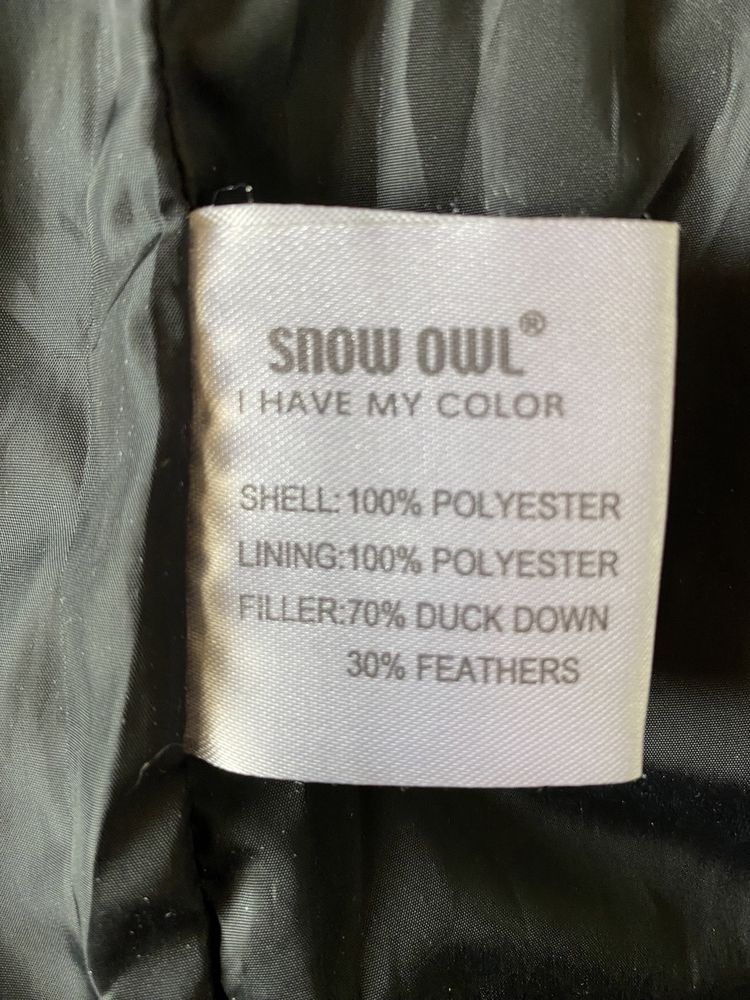 SNOW OWL®
I HAVE MY COLOR
SHELL:100% POLYESTER
LINING:100% POLYESTER
FILLER:70% DUCK DOWN
30% FEATHERS